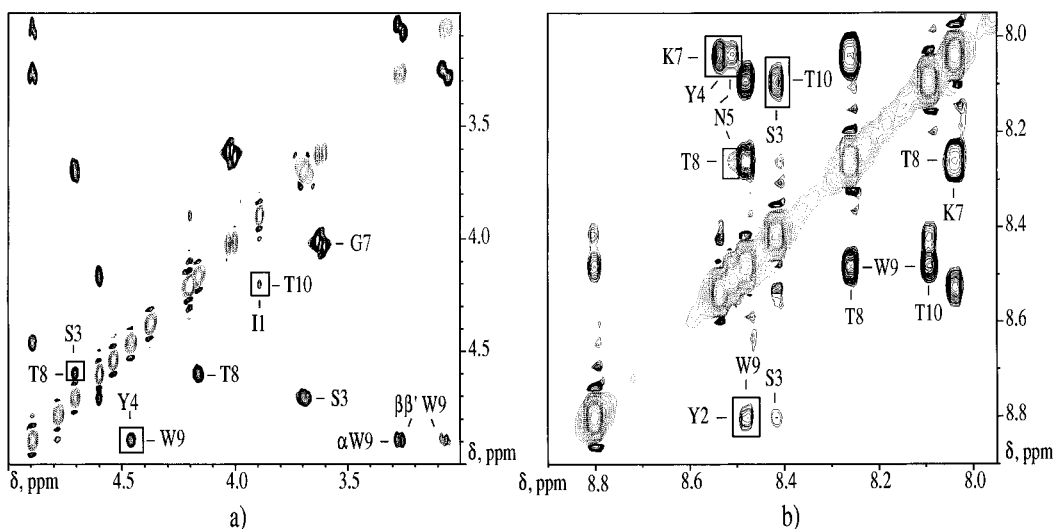 3.5
4.0
4.5
G7
T10
I1
S3
T8
T8
S3
Y4
W9
αW9
ββ' W9
δ, ppm
4.5
4.0
3.5
δ, ppm
a)
8.0
8.2
8.4
8.6
8.8
K7
Y4
N5
T10
S3
T8
T8
K7
W9
T8
T10
W9
S3
Y2
δ, ppm
8.8
8.6
8.4
8.2
8.0
δ, ppm
b)